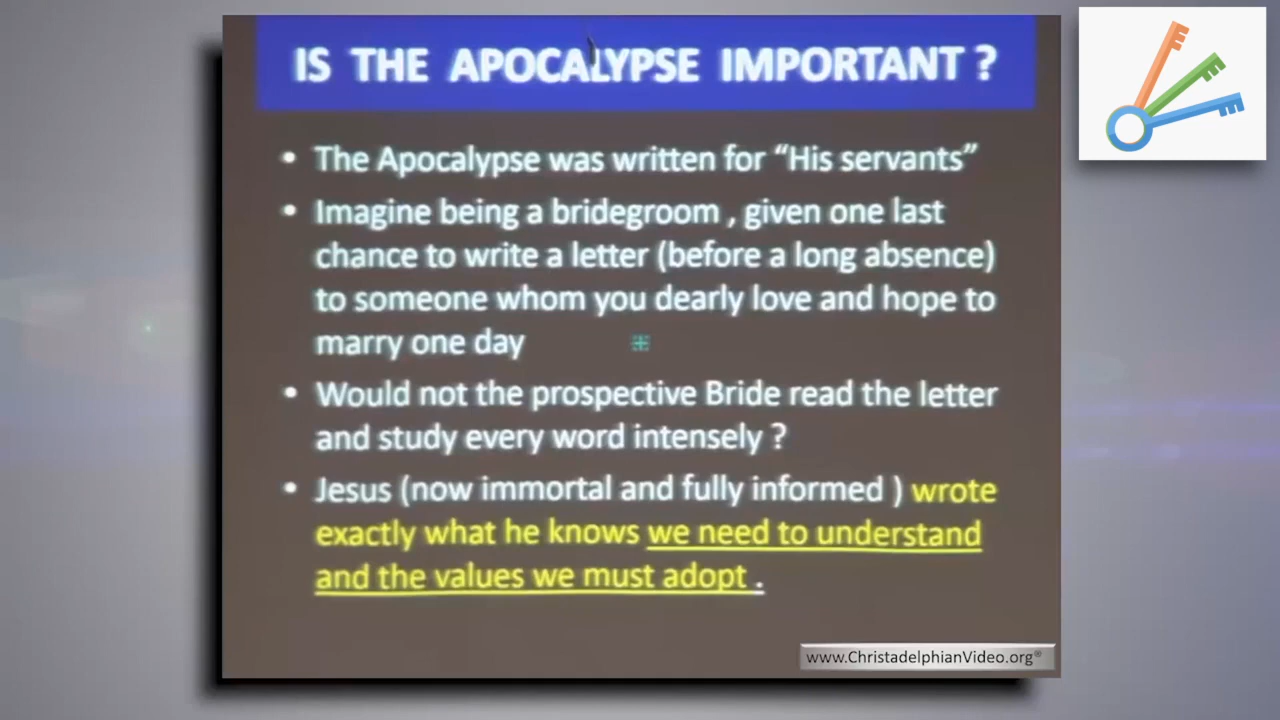 IS THE APOCALYPSE IMPORTANT ?
• The Apocalypse was written for “His servants”
• Imagine being a bridegroom , given one last
chance to write a letter (before a long absence)
to someone whom you dearly love and hope to
marry one day
• Would not the prospective Bride read the letter
and study every word intensely ?
• Jesus (now immortal and fully informed ) wrote
exactly what he knows we need to understand
and the values we must adopt .
www.ChristadelphianVideo.org®